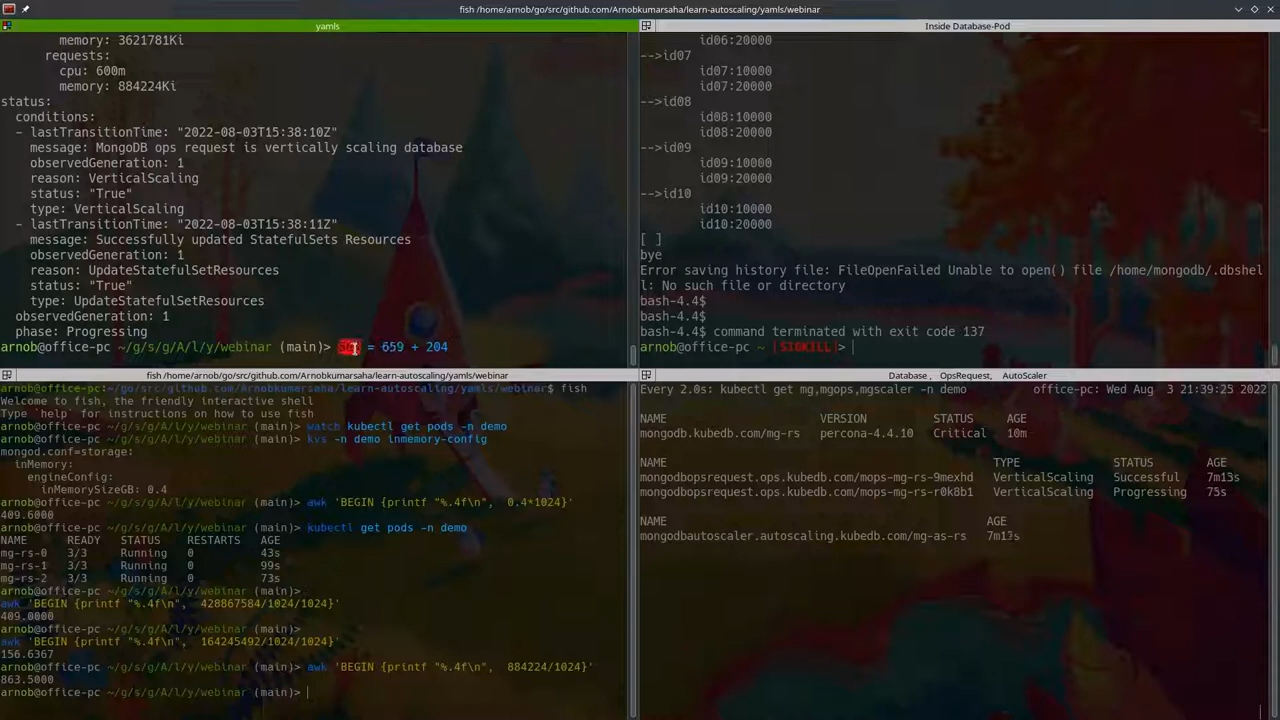 fish /home/arnob/go/src/github.com/Arnobkumarsaha/learn-autoscaling/yamls/webinar
yamls
memory: 3621781Ki
requests:
cpu: 600m
memory: 884224Ki
status:
conditions:
- lastTransitionTime: "2022-08-03T15:38:10Z"
message: MongoDB ops request is vertically scaling database
observedGeneration: 1
reason: VerticalScaling
status: "True"
type: VerticalScaling
- lastTransitionTime: "2022-08-03T15:38:11Z"
message: Successfully updated StatefulSets Resources
observedGeneration: 1
reason: UpdateStatefulSetResources
status: "True"
type: UpdateStatefulSetResources
observedGeneration: 1
phase: Progressing
arnob@office-pc ~/g/s/g/A/l/y/webinar (main)> = 659 + 204
Inside Database-Pod
id06:20000
-->id07
id07:10000
id07:20000
-->id08
id08:10000
id08:20000
-->id09
id09:10000
id09:20000
-->id10
id10:10000
id10:20000
[ ]
bye
Error saving history file: FileOpenFailed Unable to open() file /home/mongodb/.dbshel
l: No such file or directory
bash-4.4$
bash-4.4$
bash-4.4$ command terminated with exit code 137
arnob@office-pc ~ [SIGKILL]>
fish /home/arnob/go/src/github.com/Arnobkumarsaha/learn-autoscaling/yamls/webinar
arnob@office-pc:~/go/src/github.com/Arnobkumarsaha/learn-autoscaling/yamls/webinar$ fish
Welcome to fish, the friendly interactive shell
Type `help` for instructions on how to use fish
arnob@office-pc ~/g/s/g/A/l/y/webinar (main)> watch kubectl get pods -n demo
arnob@office-pc ~/g/s/g/A/l/y/webinar (main)> kvs -n demo inmemory-config
mongod.conf=storage:
inMemory:
engineConfig:
inMemorySizeGB: 0.4
arnob@office-pc ~/g/s/g/A/l/y/webinar (main)> awk 'BEGIN {printf "%.4f\n", 0.4*1024}'
409.6000
arnob@office-pc ~/g/s/g/A/l/y/webinar (main)> kubectl get pods -n demo
NAME READY STATUS RESTARTS AGE
mg-rs-0 3/3 Running 0 43s
mg-rs-1 3/3 Running 0 99s
mg-rs-2 3/3 Running 0 73s
arnob@office-pc ~/g/s/g/A/l/y/webinar (main)>
awk 'BEGIN {printf "%.4f\n", 428867584/1024/1024}'
409.0000
arnob@office-pc ~/g/s/g/A/l/y/webinar (main)>
awk 'BEGIN {printf "%.4f\n", 164245492/1024/1024}'
156.6367
arnob@office-pc ~/g/s/g/A/l/y/webinar (main)> awk 'BEGIN {printf "%.4f\n", 884224/1024}'
863.5000
arnob@office-pc ~/g/s/g/A/l/y/webinar (main)>
Database , OpsRequest, AutoScaler
Every 2.0s: kubectl get mg,mgops,mgscaler -n demo office-pc: Wed Aug 3 21:39:25 2022
NAME VERSION STATUS AGE
mongodb.kubedb.com/mg-rs percona-4.4.10 Critical 10m
NAME TYPE STATUS AGE
mongodbopsrequest.ops.kubedb.com/mops-mg-rs-9mexhd VerticalScaling Successful 7m13s
mongodbopsrequest.ops.kubedb.com/mops-mg-rs-r0k8b1 VerticalScaling Progressing 75s
NAME AGE
mongodbautoscaler.autoscaling.kubedb.com/mg-as-rs 7m13s